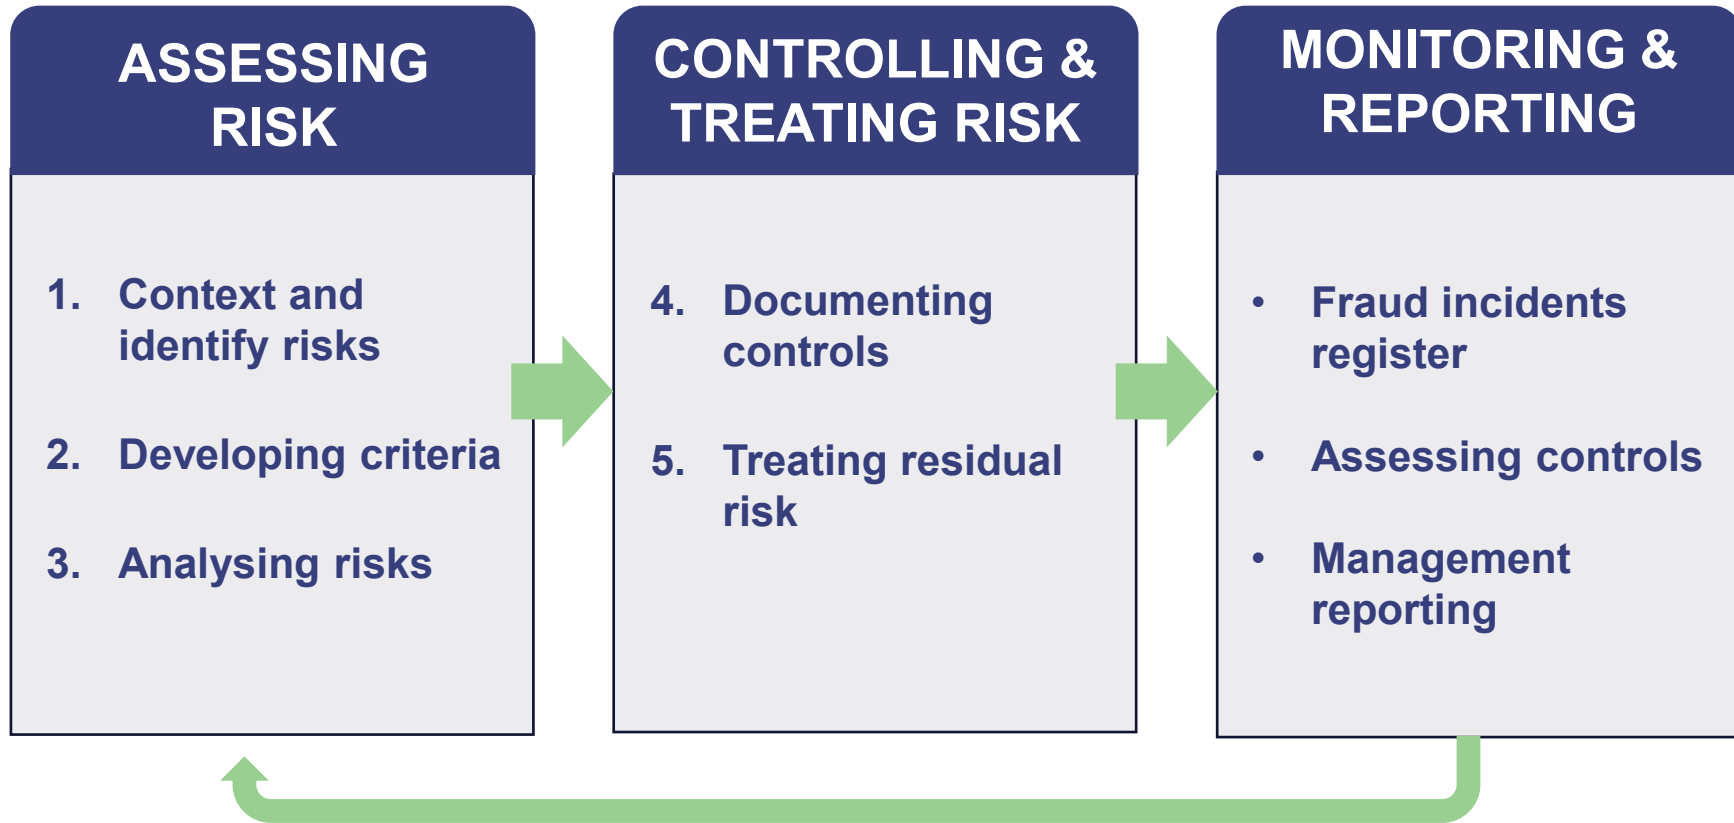 ASSESSING
RISK
1. Context and
identify risks
2. Developing criteria
3. Analysing risks
CONTROLLING &
TREATING RISK
4. Documenting
controls
5. Treating residual
risk
MONITORING &
REPORTING
• Fraud incidents
register
• Assessing controls
• Management
reporting